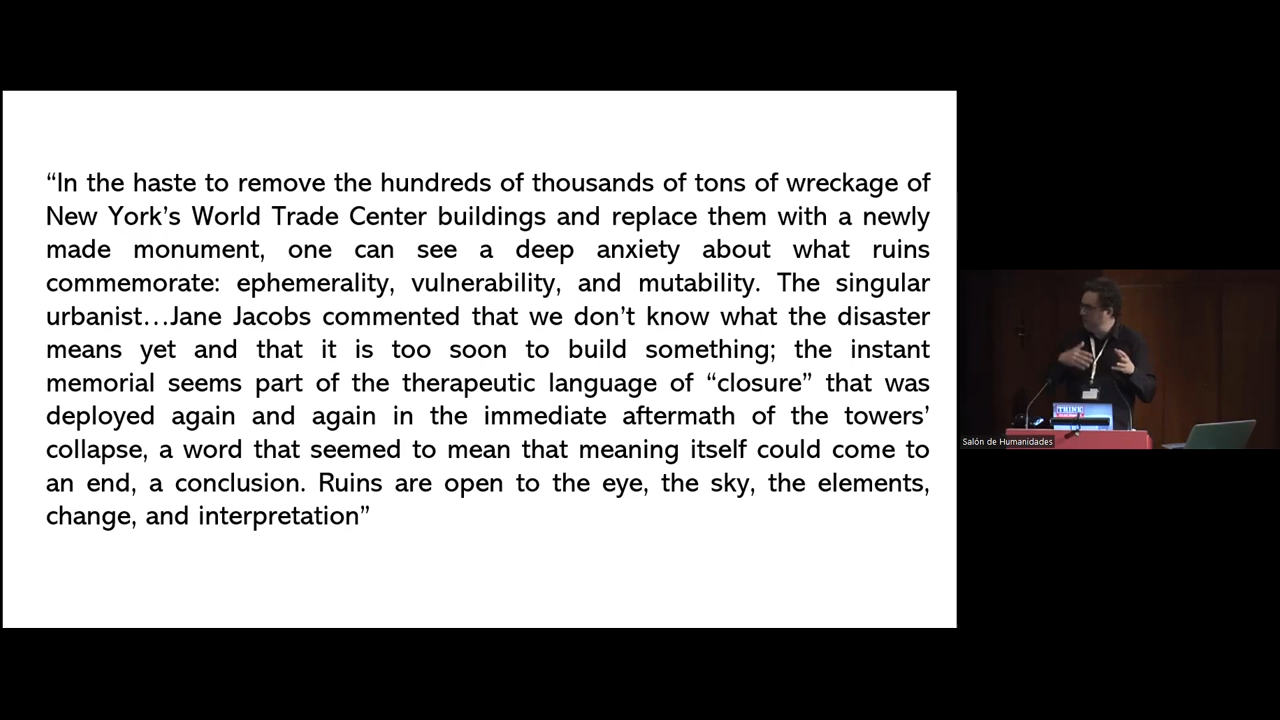 “In the haste to remove the hundreds of thousands of tons of wreckage of
New York’s World Trade Center buildings and replace them with a newly
made monument, one can see a deep anxiety about what ruins
commemorate: ephemerality, vulnerability, and mutability. The singular
urbanist…Jane Jacobs commented that we don’t know what the disaster
means yet and that it is too soon to build something; the instant
memorial seems part of the therapeutic language of “closure” that was
deployed again and again in the immediate aftermath of the towers’
collapse, a word that seemed to mean that meaning itself could come to
an end, a conclusion. Ruins are open to the eye, the sky, the elements,
change, and interpretation”
THINK
Salón de Humanidades